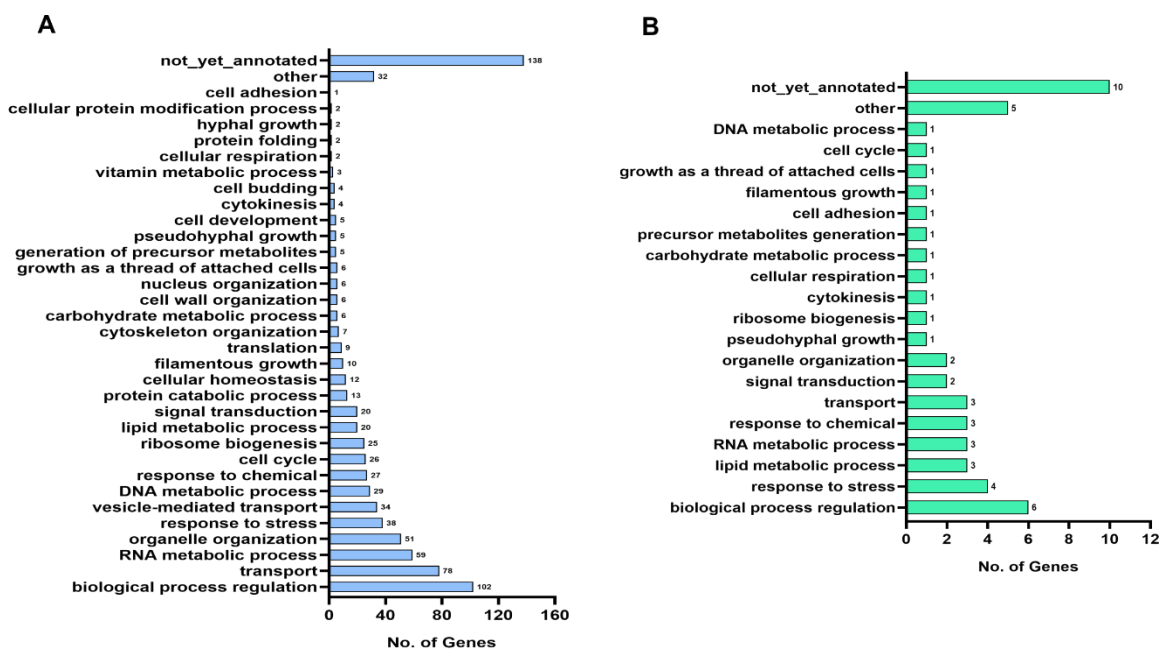 A
not_yet_annotated 138
other 32
cell adhesion 1
cellular protein modification process 2
hyphal growth 2
protein folding 2
cellular respiration 2
vitamin metabolic process 3
cell budding 4
cytokinesis 4
cell development 5
pseudohyphal growth 5
generation of precursor metabolites 5
growth as a thread of attached cells 6
nucleus organization 6
cell wall organization 6
carbohydrate metabolic process 6
cytoskeleton organization 7
translation 9
filamentous growth 10
cellular homeostasis 12
protein catabolic process 13
signal transduction 20
lipid metabolic process 20
ribosome biogenesis 25
cell cycle 26
response to chemical 27
DNA metabolic process 29
vesicle-mediated transport 34
response to stress 38
organelle organization 51
RNA metabolic process 59
transport 78
biological process regulation 102
0 40 80 120 160
No. of Genes
B
not_yet_annotated 10
other 5
DNA metabolic process 1
cell cycle 1
growth as a thread of attached cells 1
filamentous growth 1
cell adhesion 1
precursor metabolites generation 1
carbohydrate metabolic process 1
cellular respiration 1
cytokinesis 1
ribosome biogenesis 1
pseudohyphal growth 1
organelle organization 2
signal transduction 2
transport 3
response to chemical 3
RNA metabolic process 3
lipid metabolic process 3
response to stress 4
biological process regulation 6
0 2 4 6 8 10 12
No. of Genes